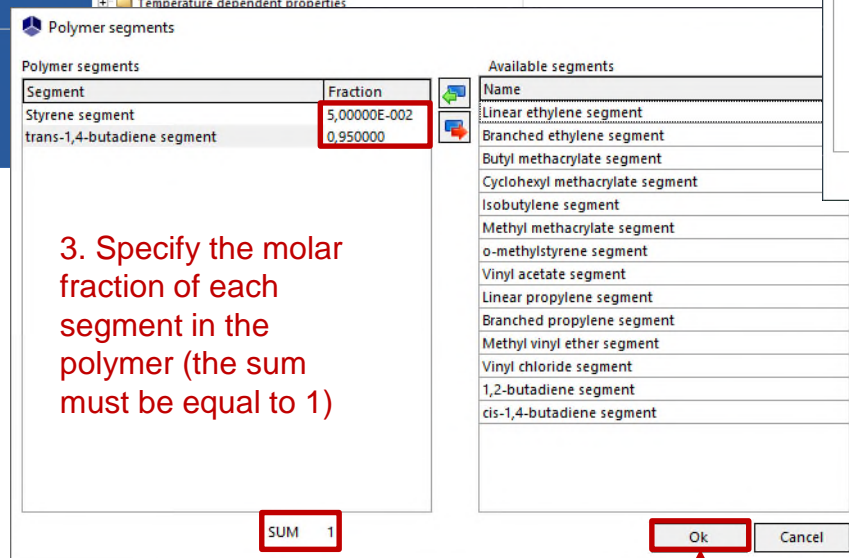 Temperature dependent properties
Polymer segments
Polymer segments
Segment Fraction
Styrene segment 5,00000E-002
trans-1,4-butadiene segment 0,950000
3. Specify the molar
fraction of each
segment in the
polymer (the sum
must be equal to 1)
SUM 1
Available segments
Name
Linear ethylene segment
Branched ethylene segment
Butyl methacrylate segment
Cyclohexyl methacrylate segment
Isobutylene segment
Methyl methacrylate segment
o-methylstyrene segment
Vinyl acetate segment
Linear propylene segment
Branched propylene segment
Methyl vinyl ether segment
Vinyl chloride segment
1,2-butadiene segment
cis-1,4-butadiene segment
Ok Cancel